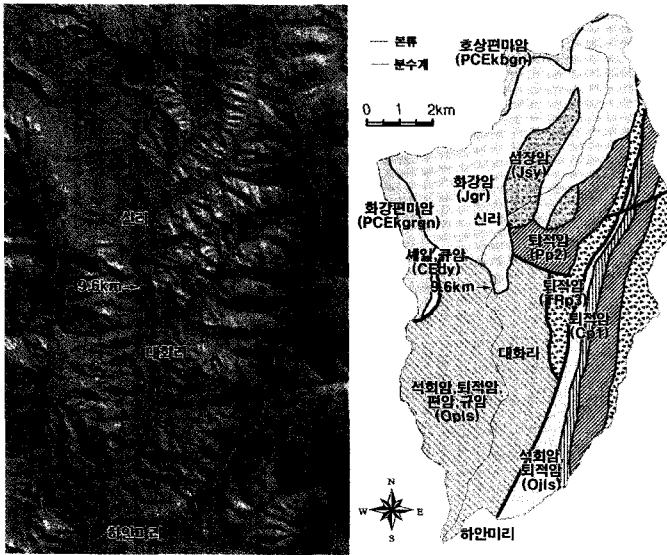 신리
9.6km
대화리
하안미리
본류
분수계
0 1 2km
호상편마암
(PCEkbgn)
섬장암
(Jsy)
화강암
(Jgr)
신리
화강편마암
(PCEkgrgn)
퇴적암
(Pp2)
세일,규암
(CEdy)
9.6km
퇴적암
(TRp3)
퇴적암
(Cp1)
대화리
석회암,퇴적암,
편암,규암
(Opls)
석회암,
퇴적암
(Ojls)
N
W
E
S
하안미리